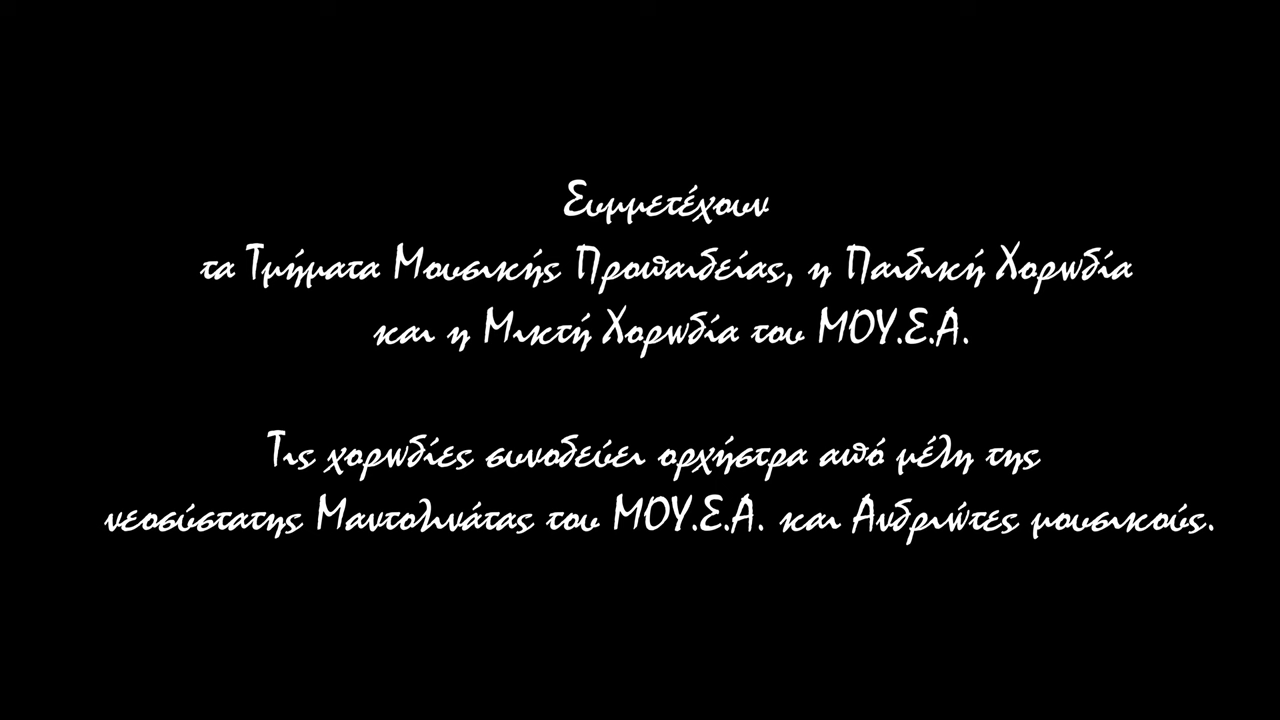 Συμμετέχουν
τα Τμήματα Μουσικής Προπαιδείας, η Παιδική Χορωδία
και η Μικτή Χορωδία του ΜΟΥ.Σ.Α.
Τις χορωδίες συνοδεύει ορχήστρα από μέλη της
νεοσύστατης Μαντολινάτας του ΜΟΥ.Σ.Α. και Ανδριώτες μουσικούς.